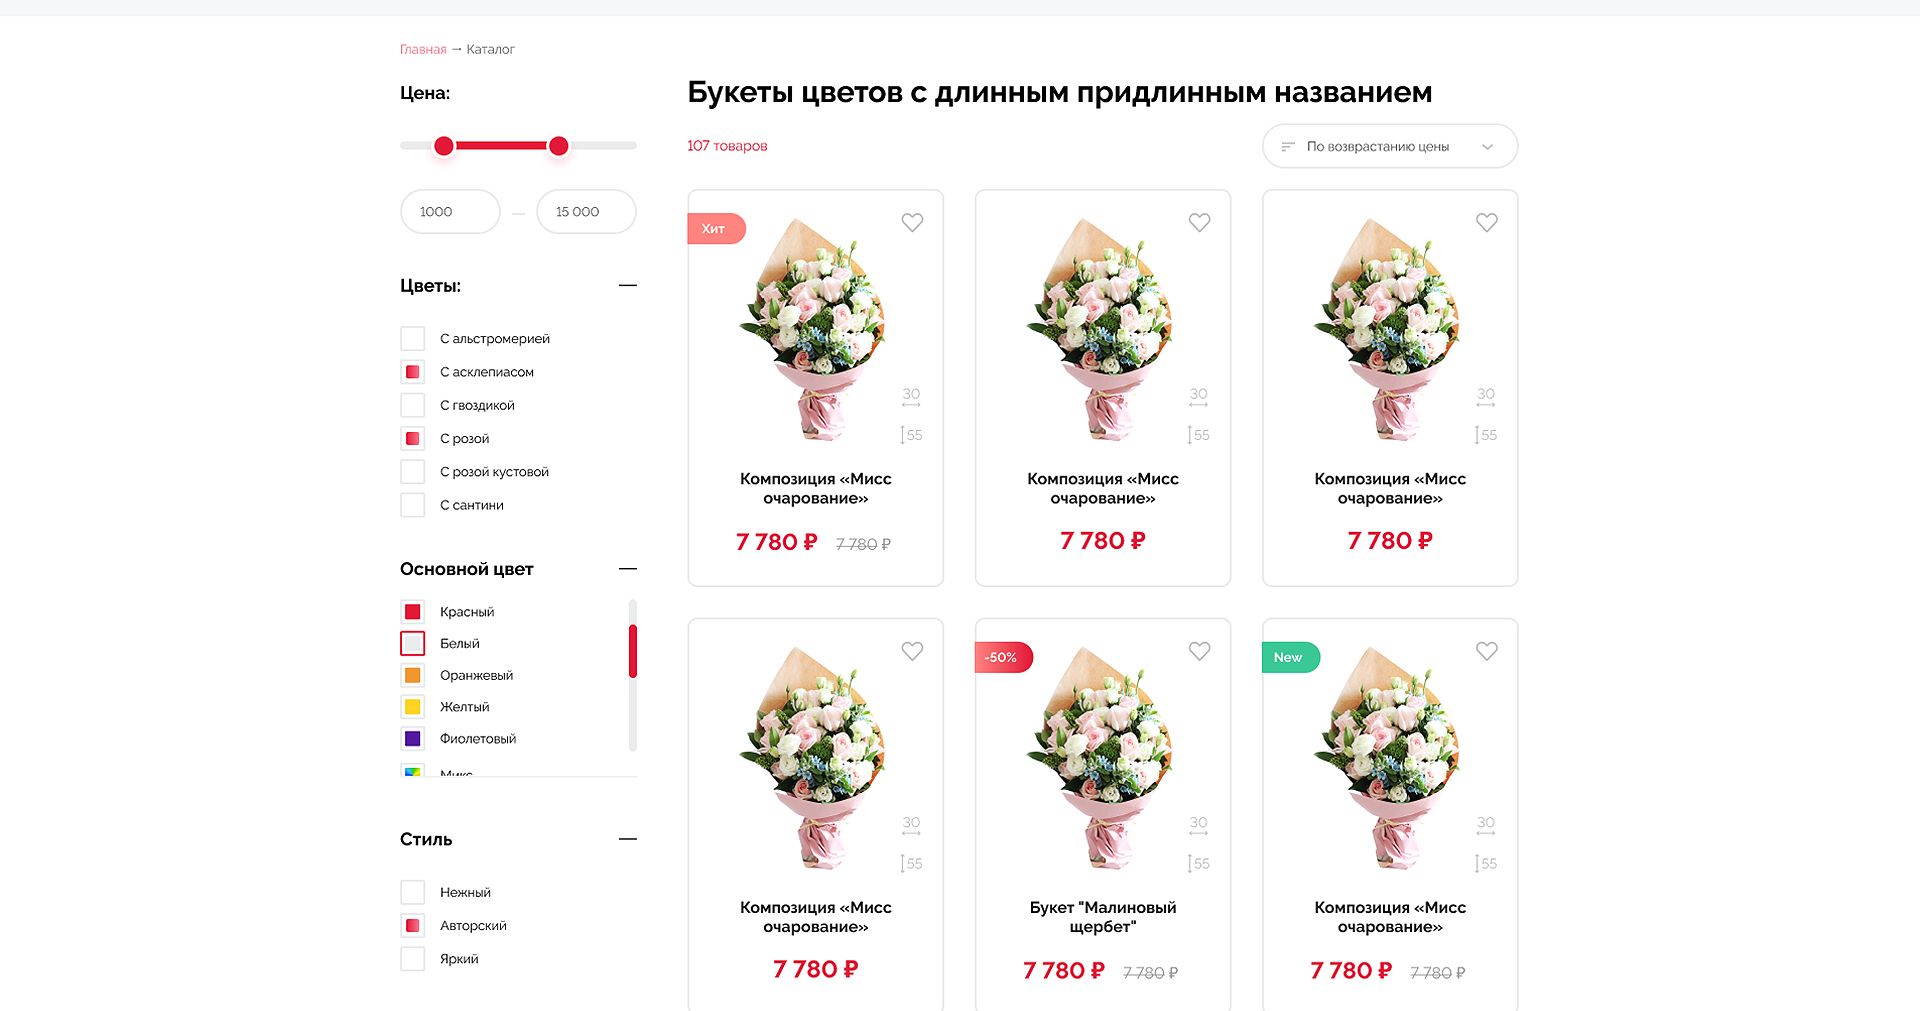 Главная → Каталог
Цена:
1000 — 15 000
Цветы:
С альстромерией
С асклепиасом
С гвоздикой
С розой
С розой кустовой
С сантини
Основной цвет
Красный
Белый
Оранжевый
Желтый
Фиолетовый
Микс
Стиль
Нежный
Авторский
Яркий
Букеты цветов с длинным придлинным названием
107 товаров
По возврастанию цены
Хит
30
55
Композиция «Мисс
очарование»
7 780 ₽ 7 780 ₽
30
55
Композиция «Мисс
очарование»
7 780 ₽
30
55
Композиция «Мисс
очарование»
7 780 ₽
30
55
Композиция «Мисс
очарование»
7 780 ₽
-50%
30
55
Букет "Малиновый
щербет"
7 780 ₽ 7 780 ₽
New
30
55
Композиция «Мисс
очарование»
7 780 ₽ 7 780 ₽